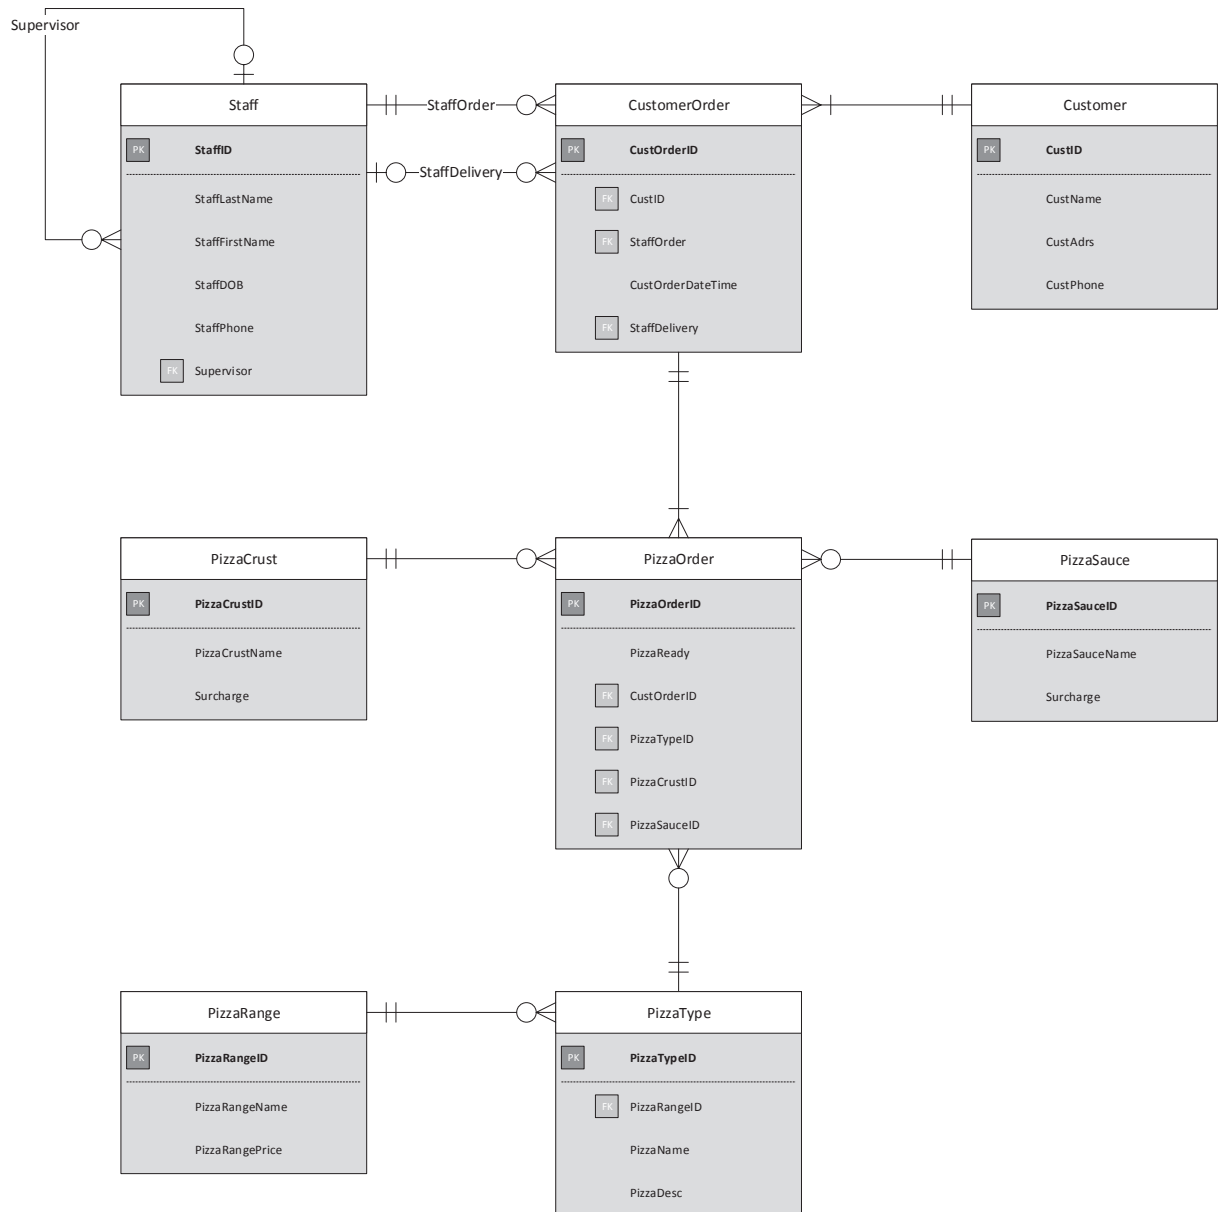 Supervisor
Staff
PK StaffID
StaffLastName
StaffFirstName
StaffDOB
StaffPhone
FK Supervisor
StaffOrder
StaffDelivery
CustomerOrder
PK CustOrderID
FK CustID
FK StaffOrder
CustOrderDateTime
FK StaffDelivery
Customer
PK CustID
CustName
CustAdrs
CustPhone
PizzaCrust
PK PizzaCrustID
PizzaCrustName
Surcharge
PizzaOrder
PK PizzaOrderID
PizzaReady
FK CustOrderID
FK PizzaTypeID
FK PizzaCrustID
FK PizzaSauceID
PizzaSauce
PK PizzaSauceID
PizzaSauceName
Surcharge
PizzaRange
PK PizzaRangeID
PizzaRangeName
PizzaRangePrice
PizzaType
PK PizzaTypeID
FK PizzaRangeID
PizzaName
PizzaDesc